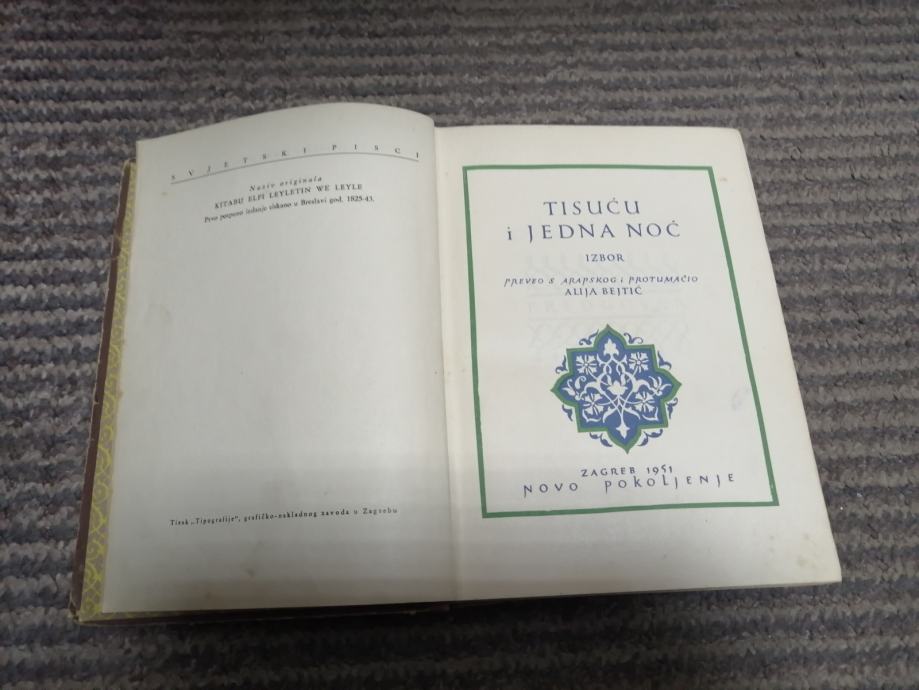 SVJETSKI PISCI
Naziv originala
KITABU ELFI LEYLETIN WE LEYLE
Prvo potpuno izdanje tiskano u Breslavi god. 1825-43.
Tisak „Tipografije", grafičko-nakladnog zavoda u Zagrebu
TISUĆU
i JEDNA NOĆ
IZBOR
PREVEO S ARAPSKOG i PROTUMAČIO
ALIJA BEJTIĆ
ZAGREB 1951
NOVO POKOLJENJE